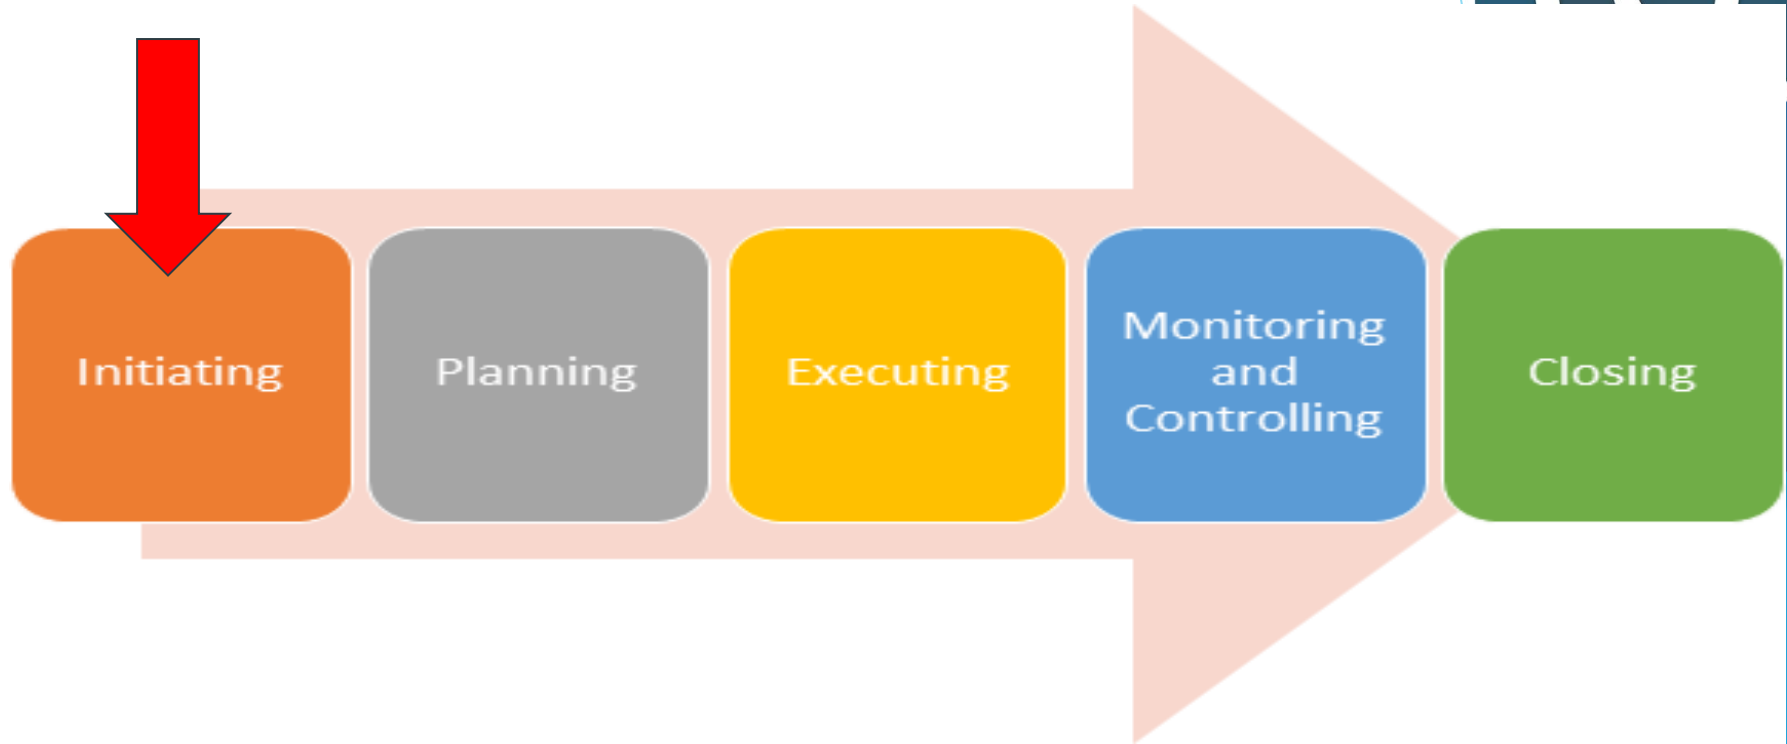 Initiating
Planning
Executing
Monitoring
and
Controlling
Closing